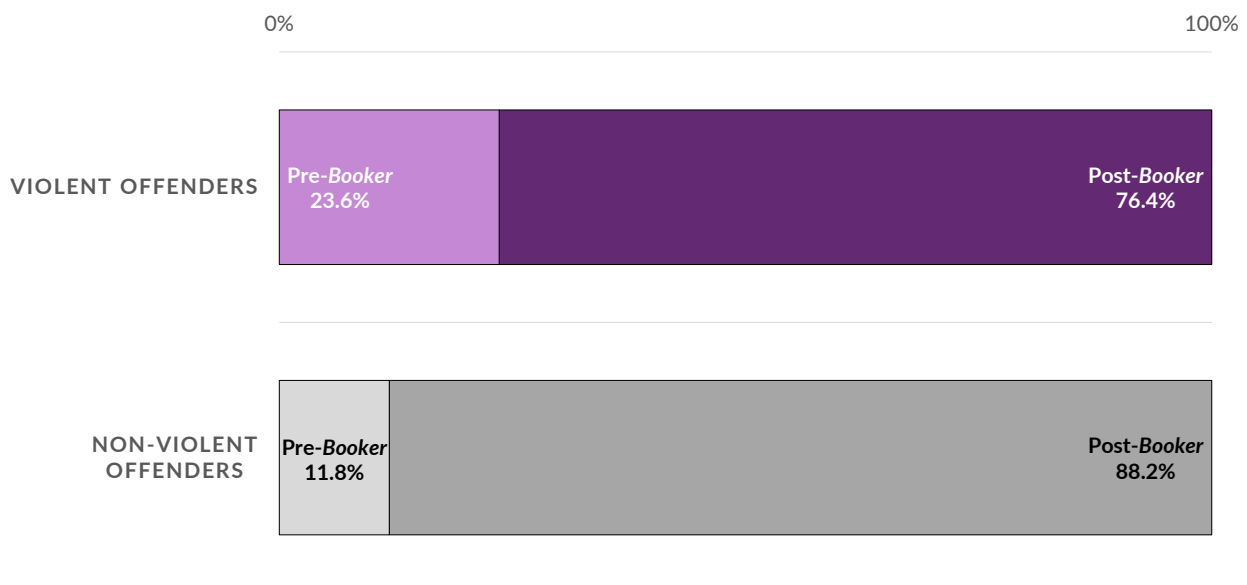 0% 100%
VIOLENT OFFENDERS
Pre-Booker
23.6%
Post-Booker
76.4%
NON-VIOLENT
OFFENDERS
Pre-Booker
11.8%
Post-Booker
88.2%